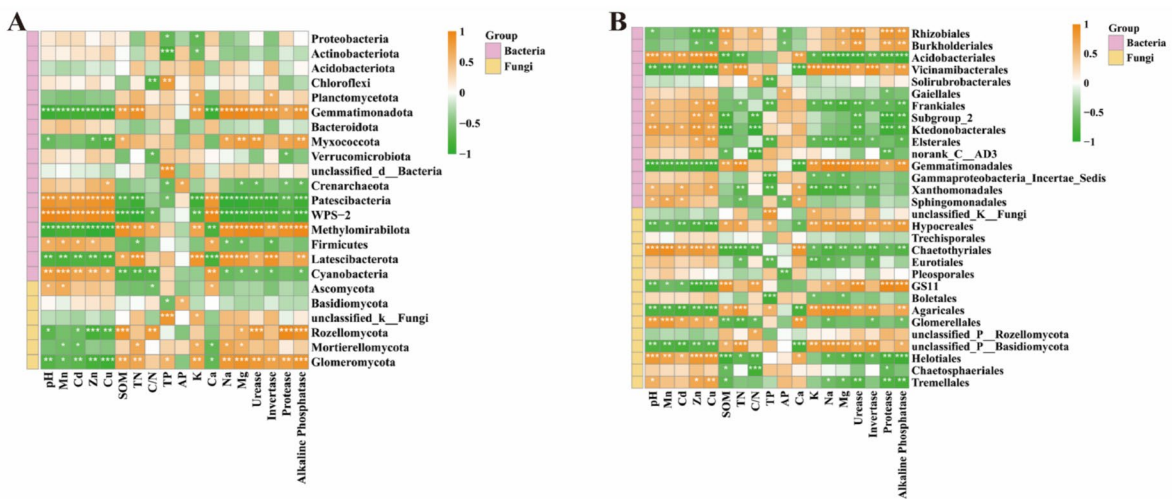 A
Proteobacteria
Actinobacteriota
Acidobacteriota
Chloroflexi
Planctomycetota
Gemmatimonadota
Bacteroidota
Myxococcota
Verrucomicrobiota
unclassified_d__Bacteria
Crenarchaeota
Patescibacteria
WPS-2
Methylomirabilota
Firmicutes
Latescibacterota
Cyanobacteria
Ascomycota
Basidiomycota
unclassified_k__Fungi
Rozellomycota
Mortierellomycota
Glomeromycota
pH
Mn
Cd
Zn
Cu
SOM
TN
C/N
TP
AP
K
Ca
Na
Mg
Urease
Invertase
Protease
Alkaline Phosphatase
1
0.5
0
−0.5
−1
Group
Bacteria
Fungi
B
Rhizobiales
Burkholderiales
Acidobacteriales
Vicinamibacterales
Solirubrobacterales
Gaiellales
Frankiales
Subgroup_2
Ktedonobacterales
Elsterales
norank_C__AD3
Gemmatimonadales
Gammaproteobacteria_Incertae_Sedis
Xanthomonadales
Sphingomonadales
unclassified_K__Fungi
Hypocreales
Trechisporales
Chaetothyriales
Eurotiales
Pleosporales
GS11
Boletales
Agaricales
Glomerellales
unclassified_P__Rozellomycota
unclassified_P__Basidiomycota
Helotiales
Chaetosphaeriales
Tremellales
pH
Mn
Cd
Zn
Cu
SOM
TN
C/N
TP
AP
Ca
K
Na
Mg
Urease
Invertase
Protease
Alkaline Phosphatase
1
0.5
0
−0.5
−1
Group
Bacteria
Fungi